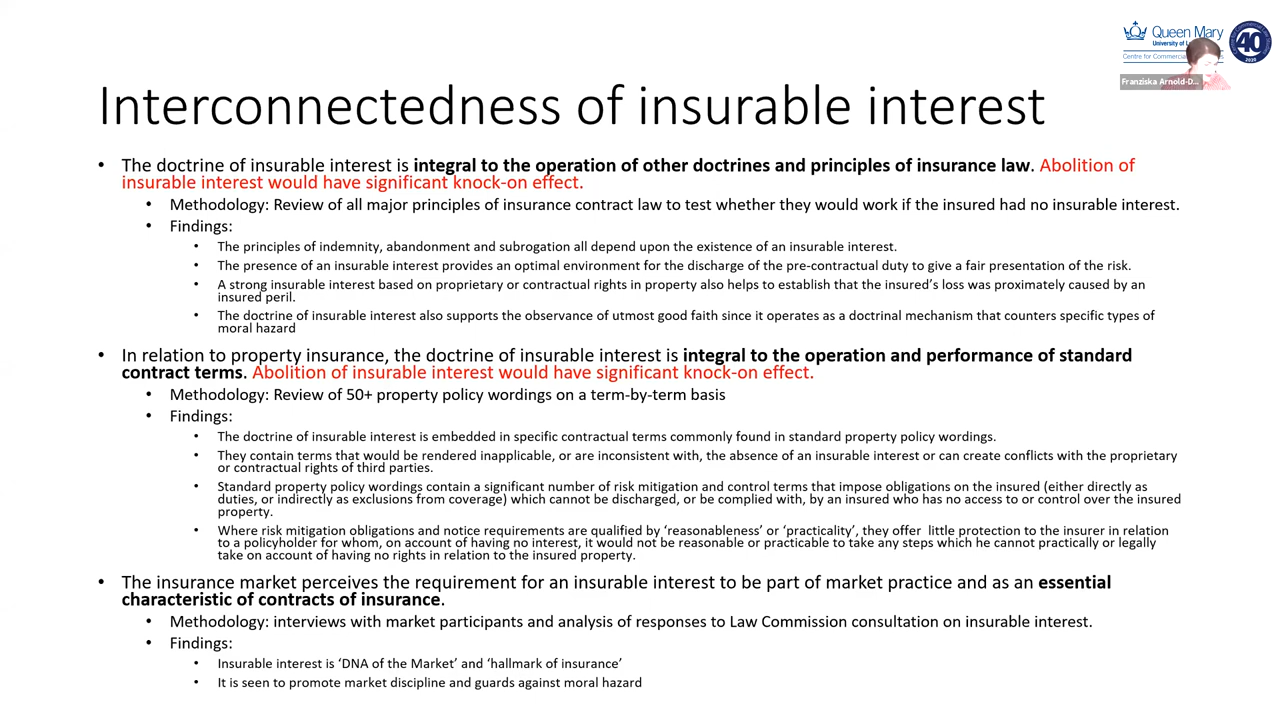 Queen Mary
University of L
Centre for Commerc
40
2020
Franziska Arnold-D...
Interconnectedness of insurable interest
• The doctrine of insurable interest is integral to the operation of other doctrines and principles of insurance law. Abolition of
insurable interest would have significant knock-on effect.
• Methodology: Review of all major principles of insurance contract law to test whether they would work if the insured had no insurable interest.
• Findings:
• The principles of indemnity, abandonment and subrogation all depend upon the existence of an insurable interest.
• The presence of an insurable interest provides an optimal environment for the discharge of the pre-contractual duty to give a fair presentation of the risk.
• A strong insurable interest based on proprietary or contractual rights in property also helps to establish that the insured's loss was proximately caused by an
insured peril.
• The doctrine of insurable interest also supports the observance of utmost good faith since it operates as a doctrinal mechanism that counters specific types of
moral hazard
• In relation to property insurance, the doctrine of insurable interest is integral to the operation and performance of standard
contract terms. Abolition of insurable interest would have significant knock-on effect.
• Methodology: Review of 50+ property policy wordings on a term-by-term basis
• Findings:
• The doctrine of insurable interest is embedded in specific contractual terms commonly found in standard property policy wordings.
• They contain terms that would be rendered inapplicable, or are inconsistent with, the absence of an insurable interest or can create conflicts with the proprietary
or contractual rights of third parties.
• Standard property policy wordings contain a significant number of risk mitigation and control terms that impose obligations on the insured (either directly as
duties, or indirectly as exclusions from coverage) which cannot be discharged, or be complied with, by an insured who has no access to or control over the insured
property.
• Where risk mitigation obligations and notice requirements are qualified by 'reasonableness' or 'practicality', they offer little protection to the insurer in relation
to a policyholder for whom, on account of having no interest, it would not be reasonable or practicable to take any steps which he cannot practically or legally
take on account of having no rights in relation to the insured property.
• The insurance market perceives the requirement for an insurable interest to be part of market practice and as an essential
characteristic of contracts of insurance.
• Methodology: interviews with market participants and analysis of responses to Law Commission consultation on insurable interest.
• Findings:
• Insurable interest is 'DNA of the Market' and 'hallmark of insurance'
• It is seen to promote market discipline and guards against moral hazard